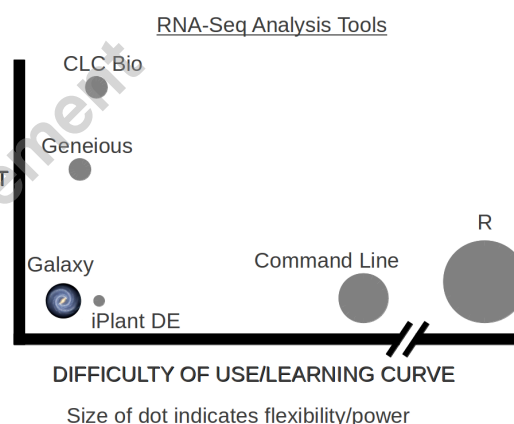 RNA-Seq Analysis Tools
CLC Bio
Geneious
T
Galaxy
iPlant DE
Command Line
R
DIFFICULTY OF USE/LEARNING CURVE
Size of dot indicates flexibility/power
ement